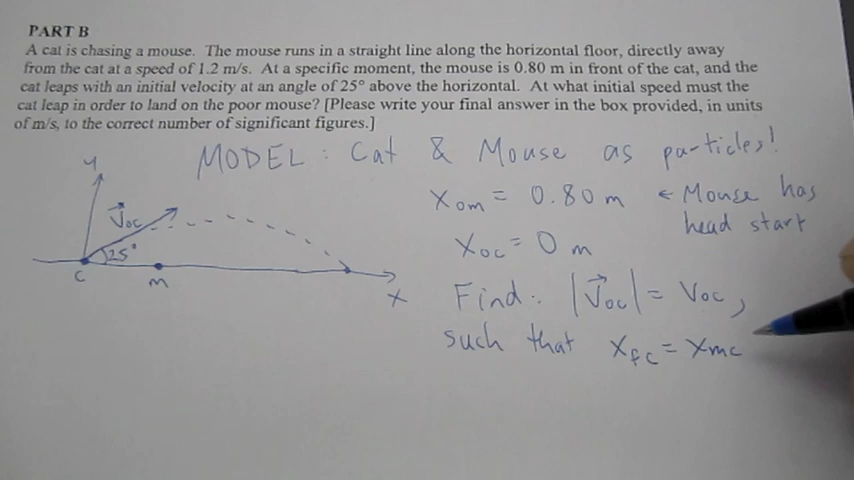 PART B
A cat is chasing a mouse. The mouse runs in a straight line along the horizontal floor, directly away
from the cat at a speed of 1.2 m/s. At a specific moment, the mouse is 0.80 m in front of the cat, and the
cat leaps with an initial velocity at an angle of 25° above the horizontal. At what initial speed must the
cat leap in order to land on the poor mouse? [Please write your final answer in the box provided, in units
of m/s, to the correct number of significant figures.]
MODEL: Cat & Mouse as particles!
y
V⃗oc
25°
C
m
x
Xom = 0.80 m ← Mouse has
head start
Xoc = 0 m
Find: |V⃗oc| = Voc,
such that Xfc = Xmc